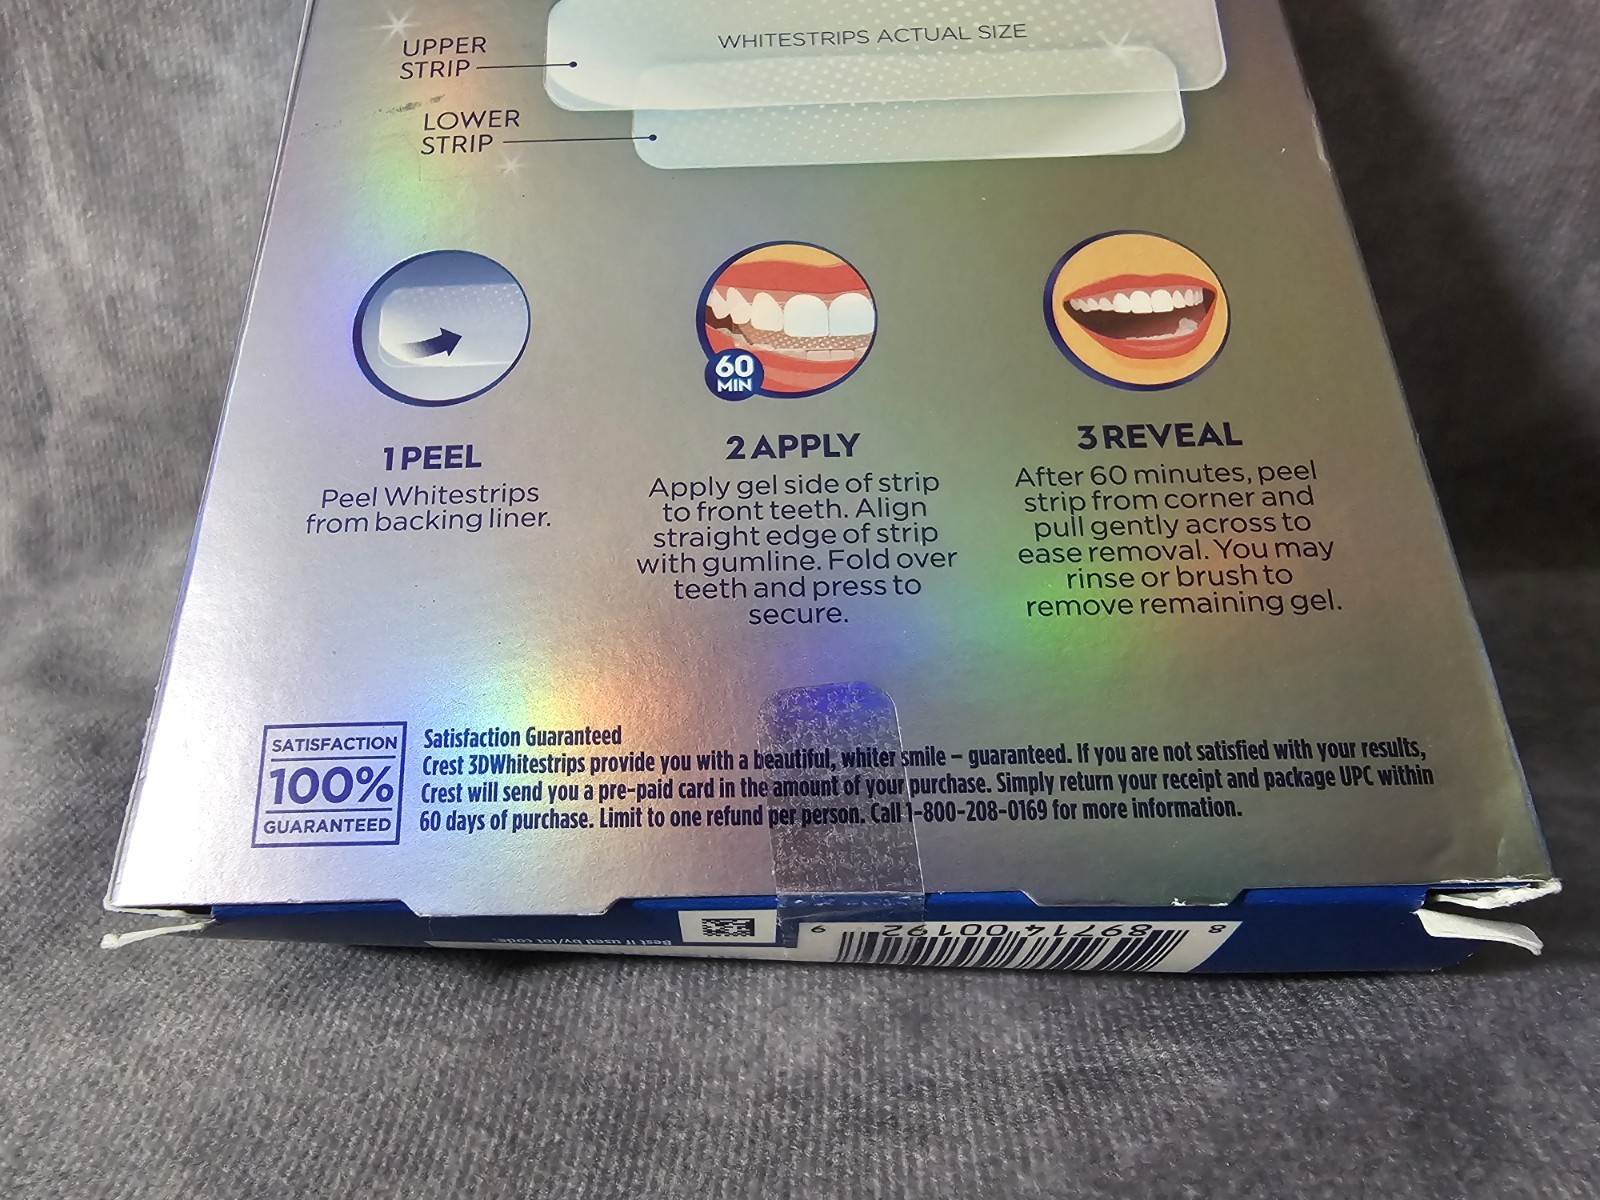 UPPER
STRIP
WHITESTRIPS ACTUAL SIZE
LOWER
STRIP
60
MIN
1 PEEL
Peel Whitestrips
from backing liner.
2 APPLY
Apply gel side of strip
to front teeth. Align
straight edge of strip
with gumline. Fold over
teeth and press to
secure.
3 REVEAL
After 60 minutes, peel
strip from corner and
pull gently across to
ease removal. You may
rinse or brush to
remove remaining gel.
SATISFACTION
100%
GUARANTEED
Satisfaction Guaranteed
Crest 3DWhitestrips provide you with a beautiful, whiter smile – guaranteed. If you are not satisfied with your results,
Crest will send you a pre-paid card in the amount of your purchase. Simply return your receipt and package UPC within
60 days of purchase. Limit to one refund per person. Call 1-800-208-0169 for more information.
Best if used by/lot code:
8 89714 00192 9